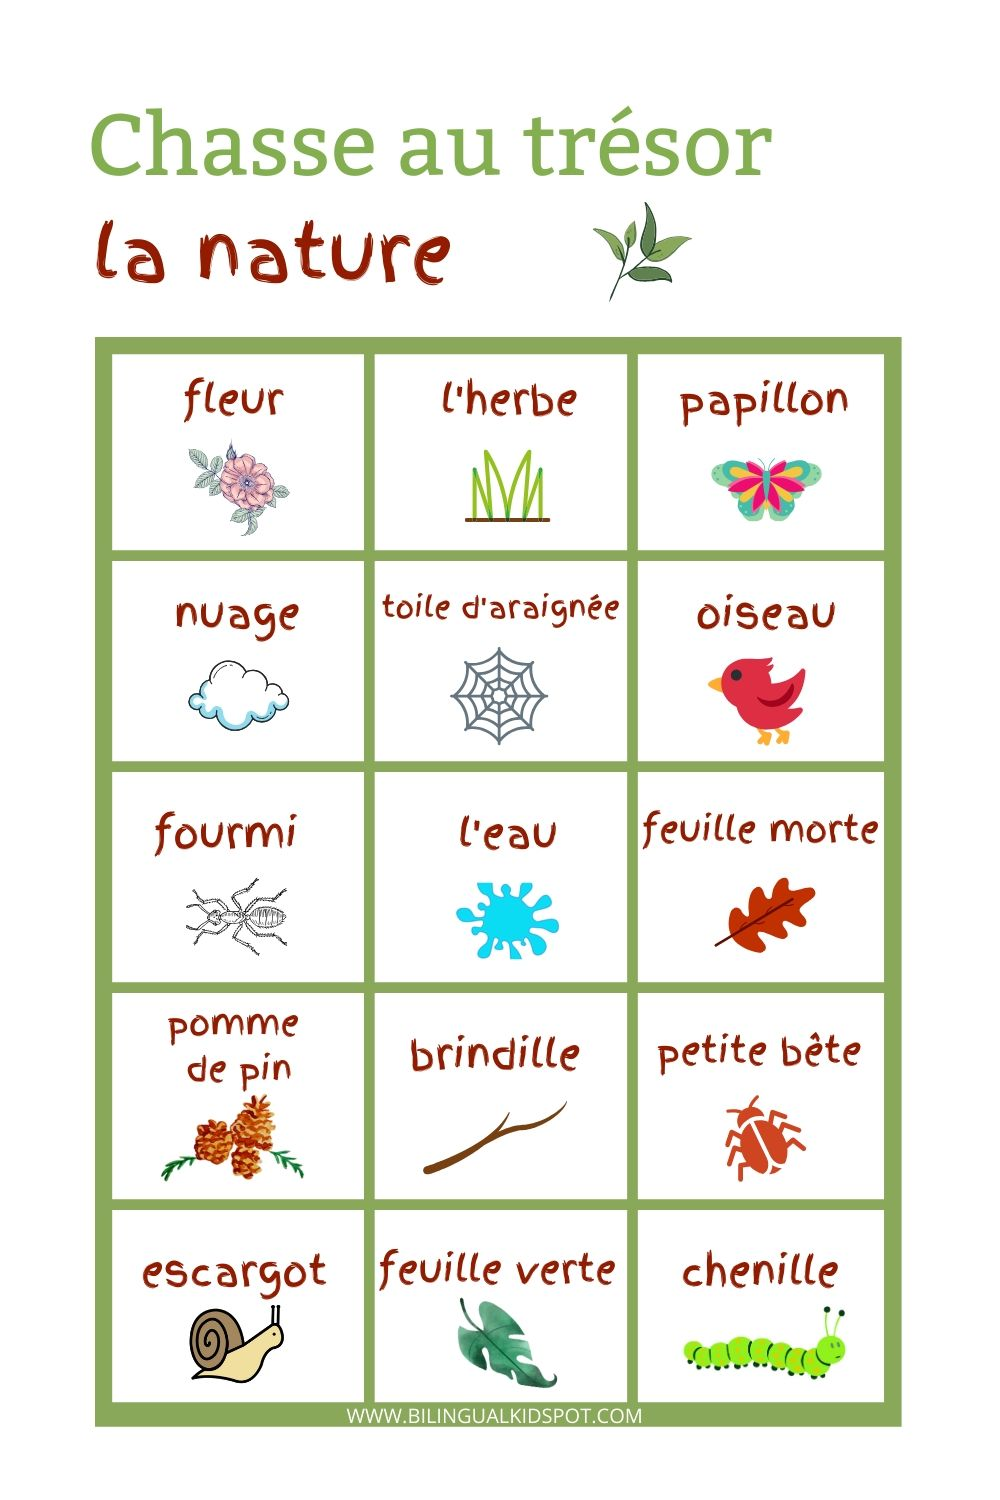 Chasse au trésor
la nature
fleur
l'herbe
papillon
nuage
toile d'araignée
oiseau
fourmi
l'eau
feuille morte
pomme
de pin
brindille
petite bête
escargot
feuille verte
chenille
WWW.BILINGUALKIDSPOT.COM